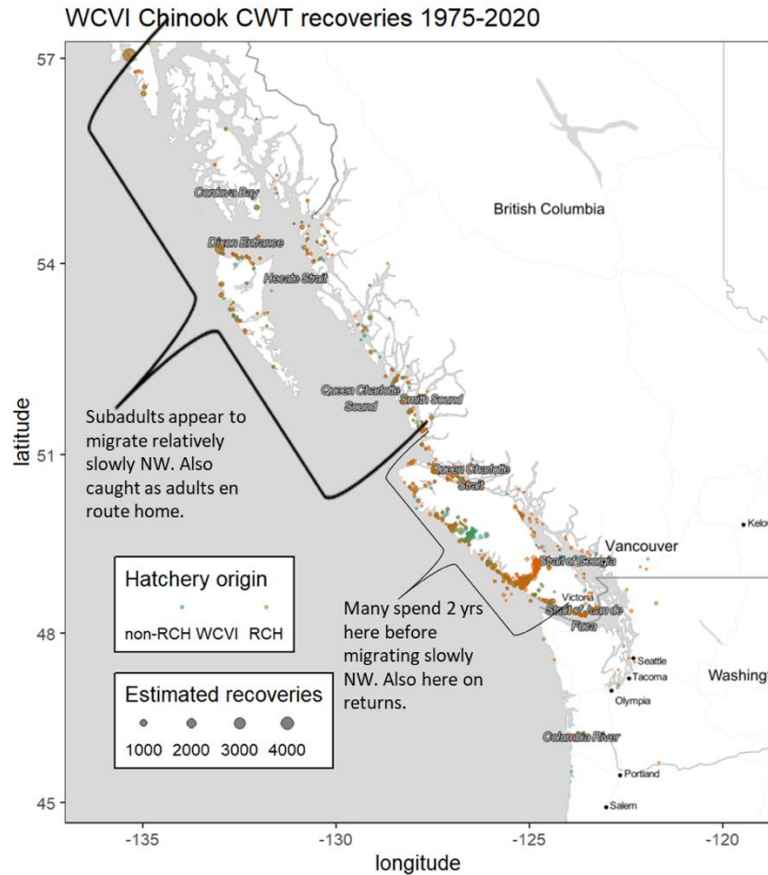 WCVI Chinook CWT recoveries 1975-2020
57
Cordova Bay
British Columbia
Dixon Entrance
54
Hecate Strait
Queen Charlotte
Sound
Smith Sound
Subadults appear to
migrate relatively
slowly NW. Also
caught as adults en
route home.
latitude
51
Queen Charlotte
Strait
Kelo
Vancouver
Strait of Georgia
Hatchery origin
non-RCH WCVI RCH
Victoria
Strait of Juan de
Fuca
Many spend 2 yrs
here before
migrating slowly
NW. Also here on
returns.
48
Seattle
Tacoma
Washingt
Olympia
Estimated recoveries
1000 2000 3000 4000
Columbia River
Portland
Salem
45
-135 -130 -125 -120
longitude